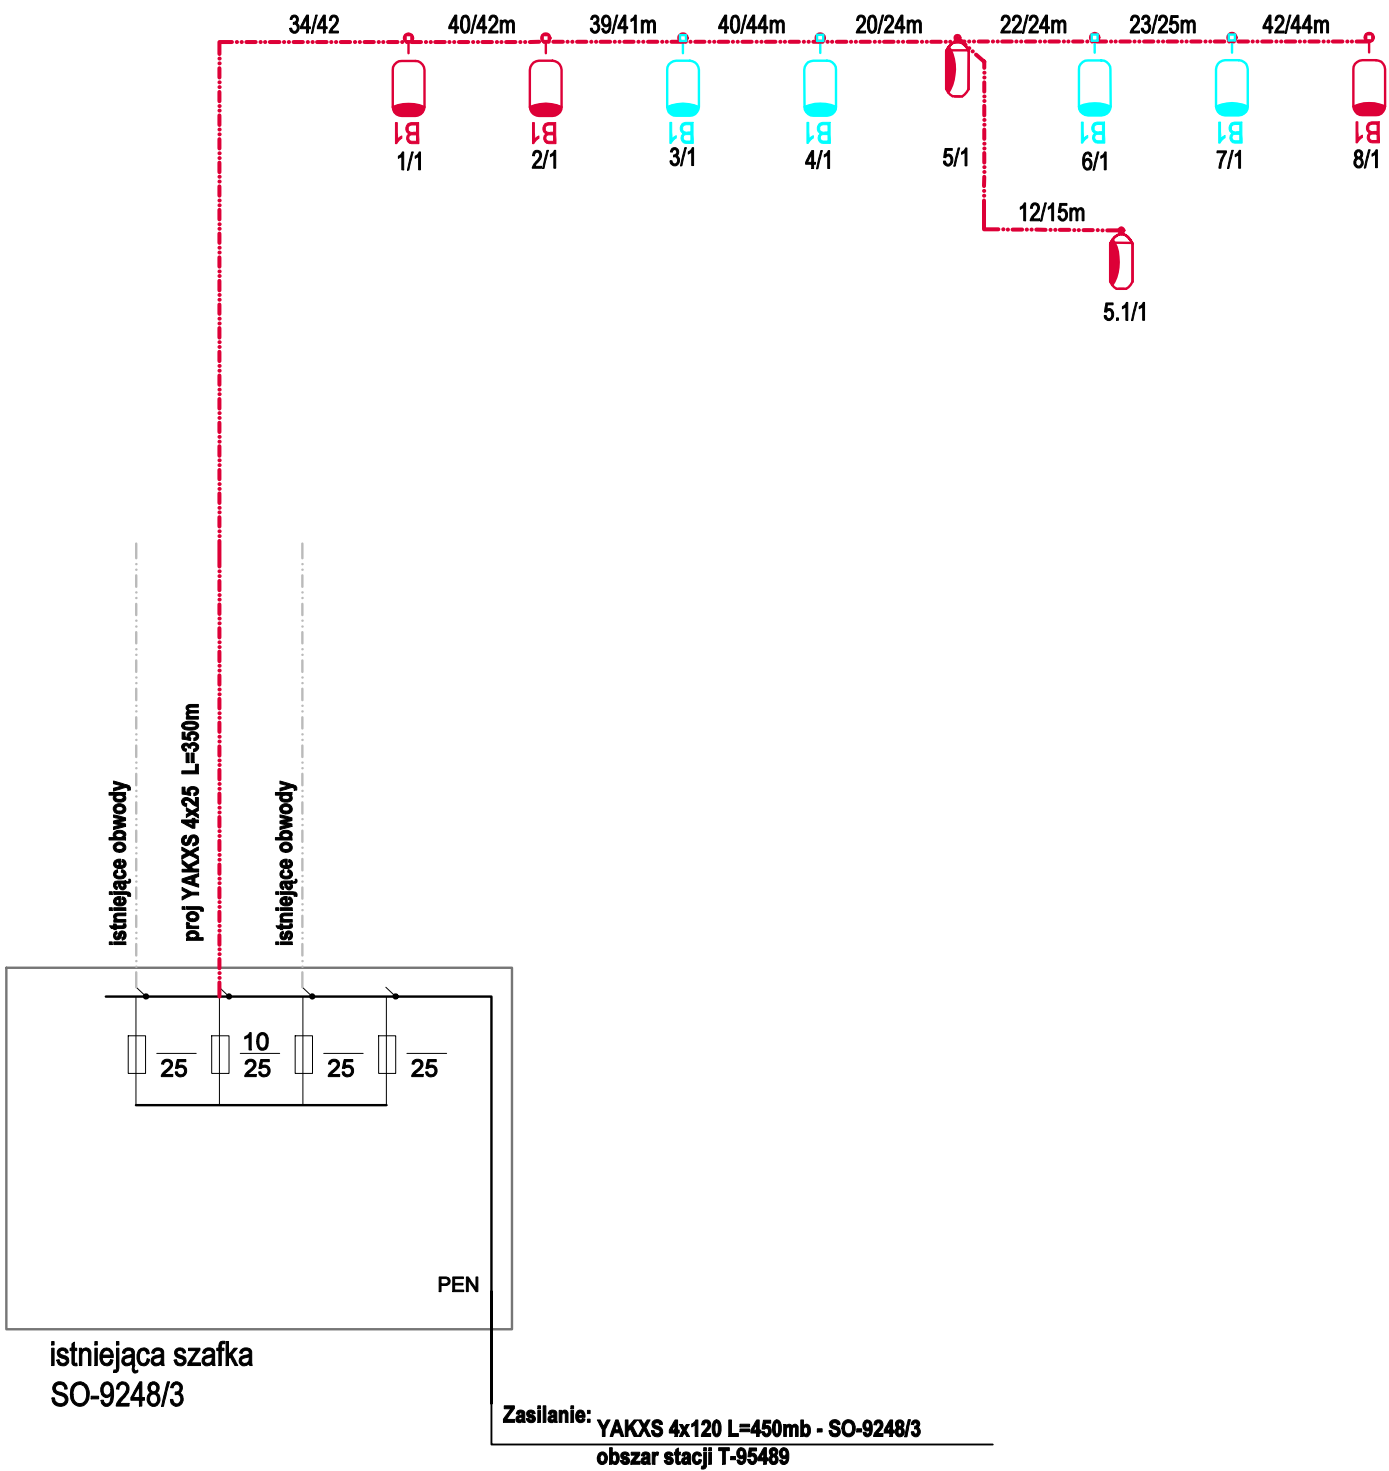 34/42 40/42m 39/41m 40/44m 20/24m 22/24m 23/25m 42/44m
B1 B1 B1 B1 B1 B1 B1
1/1 2/1 3/1 4/1 5/1 6/1 7/1 8/1
12/15m
5.1/1
istniejące obwody
proj YAKXS 4x25 L=350m
istniejące obwody
10
25 25 25 25
PEN
istniejąca szafka
SO-9248/3
Zasilanie: YAKXS 4x120 L=450mb - SO-9248/3
obszar stacji T-95489